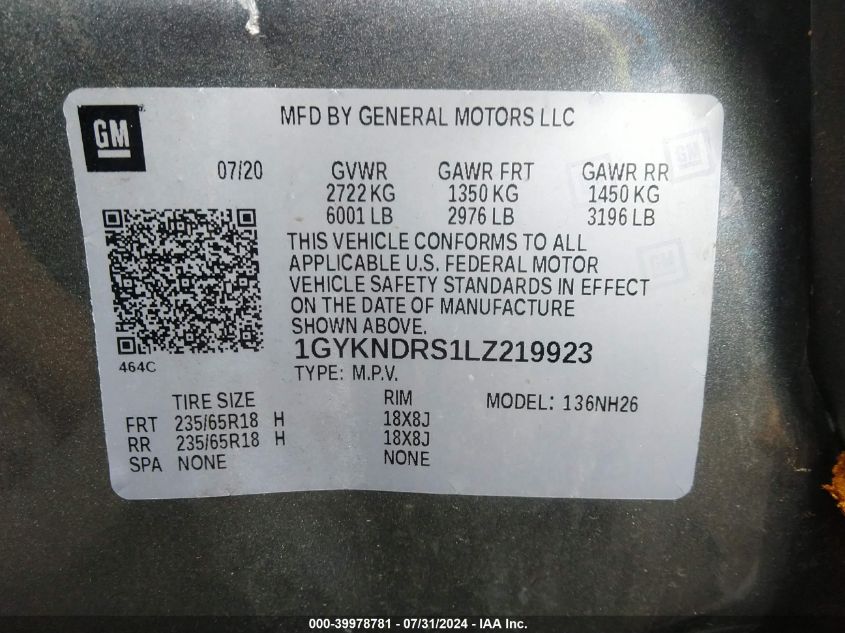 GM
MFD BY GENERAL MOTORS LLC
07/20 GVWR GAWR FRT GAWR RR
2722 KG 1350 KG 1450 KG
6001 LB 2976 LB 3196 LB
THIS VEHICLE CONFORMS TO ALL
APPLICABLE U.S. FEDERAL MOTOR
VEHICLE SAFETY STANDARDS IN EFFECT
ON THE DATE OF MANUFACTURE
SHOWN ABOVE.
1GYKNDRS1LZ219923
464C
TYPE: M.P.V.
TIRE SIZE RIM MODEL: 136NH26
FRT 235/65R18 H 18X8J
RR 235/65R18 H 18X8J
SPA NONE NONE
000-39978781 - 07/31/2024 - www.iaai.com